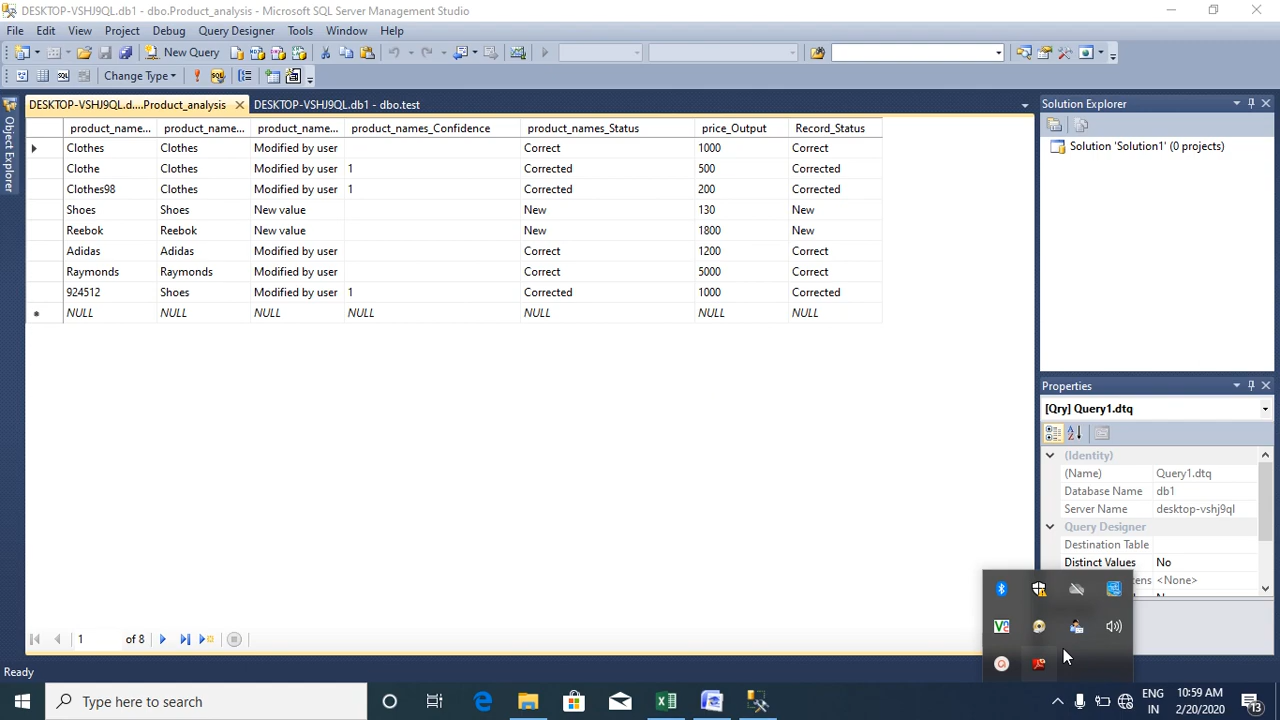 DESKTOP-VSHJ9QL.db1 - dbo.Product_analysis - Microsoft SQL Server Management Studio
File Edit View Project Debug Query Designer Tools Window Help
New Query
Change Type
DESKTOP-VSHJ9QL.d....Product_analysis DESKTOP-VSHJ9QL.db1 - dbo.test
Object Explorer
product_name... product_name... product_name... product_names_Confidence product_names_Status price_Output Record_Status
Clothes Clothes Modified by user Correct 1000 Correct
Clothe Clothes Modified by user 1 Corrected 500 Corrected
Clothes98 Clothes Modified by user 1 Corrected 200 Corrected
Shoes Shoes New value New 130 New
Reebok Reebok New value New 1800 New
Adidas Adidas Modified by user Correct 1200 Correct
Raymonds Raymonds Modified by user Correct 5000 Correct
924512 Shoes Modified by user 1 Corrected 1000 Corrected
NULL NULL NULL NULL NULL NULL NULL
1 of 8
Solution Explorer
Solution 'Solution1' (0 projects)
Properties
[Qry] Query1.dtq
(Identity)
(Name) Query1.dtq
Database Name db1
Server Name desktop-vshj9ql
Query Designer
Destination Table
Distinct Values No
<None>
Ready
Type here to search
ENG
IN
10:59 AM
2/20/2020
13